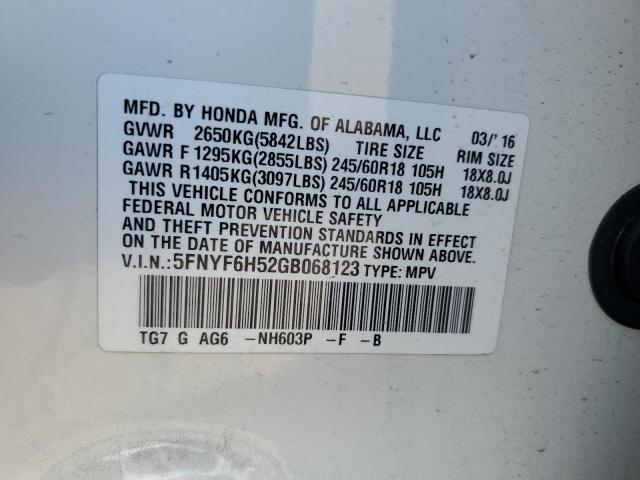 MFD. BY HONDA MFG. OF ALABAMA, LLC 03/'16
GVWR 2650KG(5842LBS) TIRE SIZE RIM SIZE
GAWR F 1295KG(2855LBS) 245/60R18 105H 18X8.0J
GAWR R 1405KG(3097LBS) 245/60R18 105H 18X8.0J
THIS VEHICLE CONFORMS TO ALL APPLICABLE
FEDERAL MOTOR VEHICLE SAFETY
AND THEFT PREVENTION STANDARDS IN EFFECT
ON THE DATE OF MANUFACTURE SHOWN ABOVE.
V.I.N.:5FNYF6H52GB068123 TYPE: MPV
TG7 G AG6 -NH603P -F -B